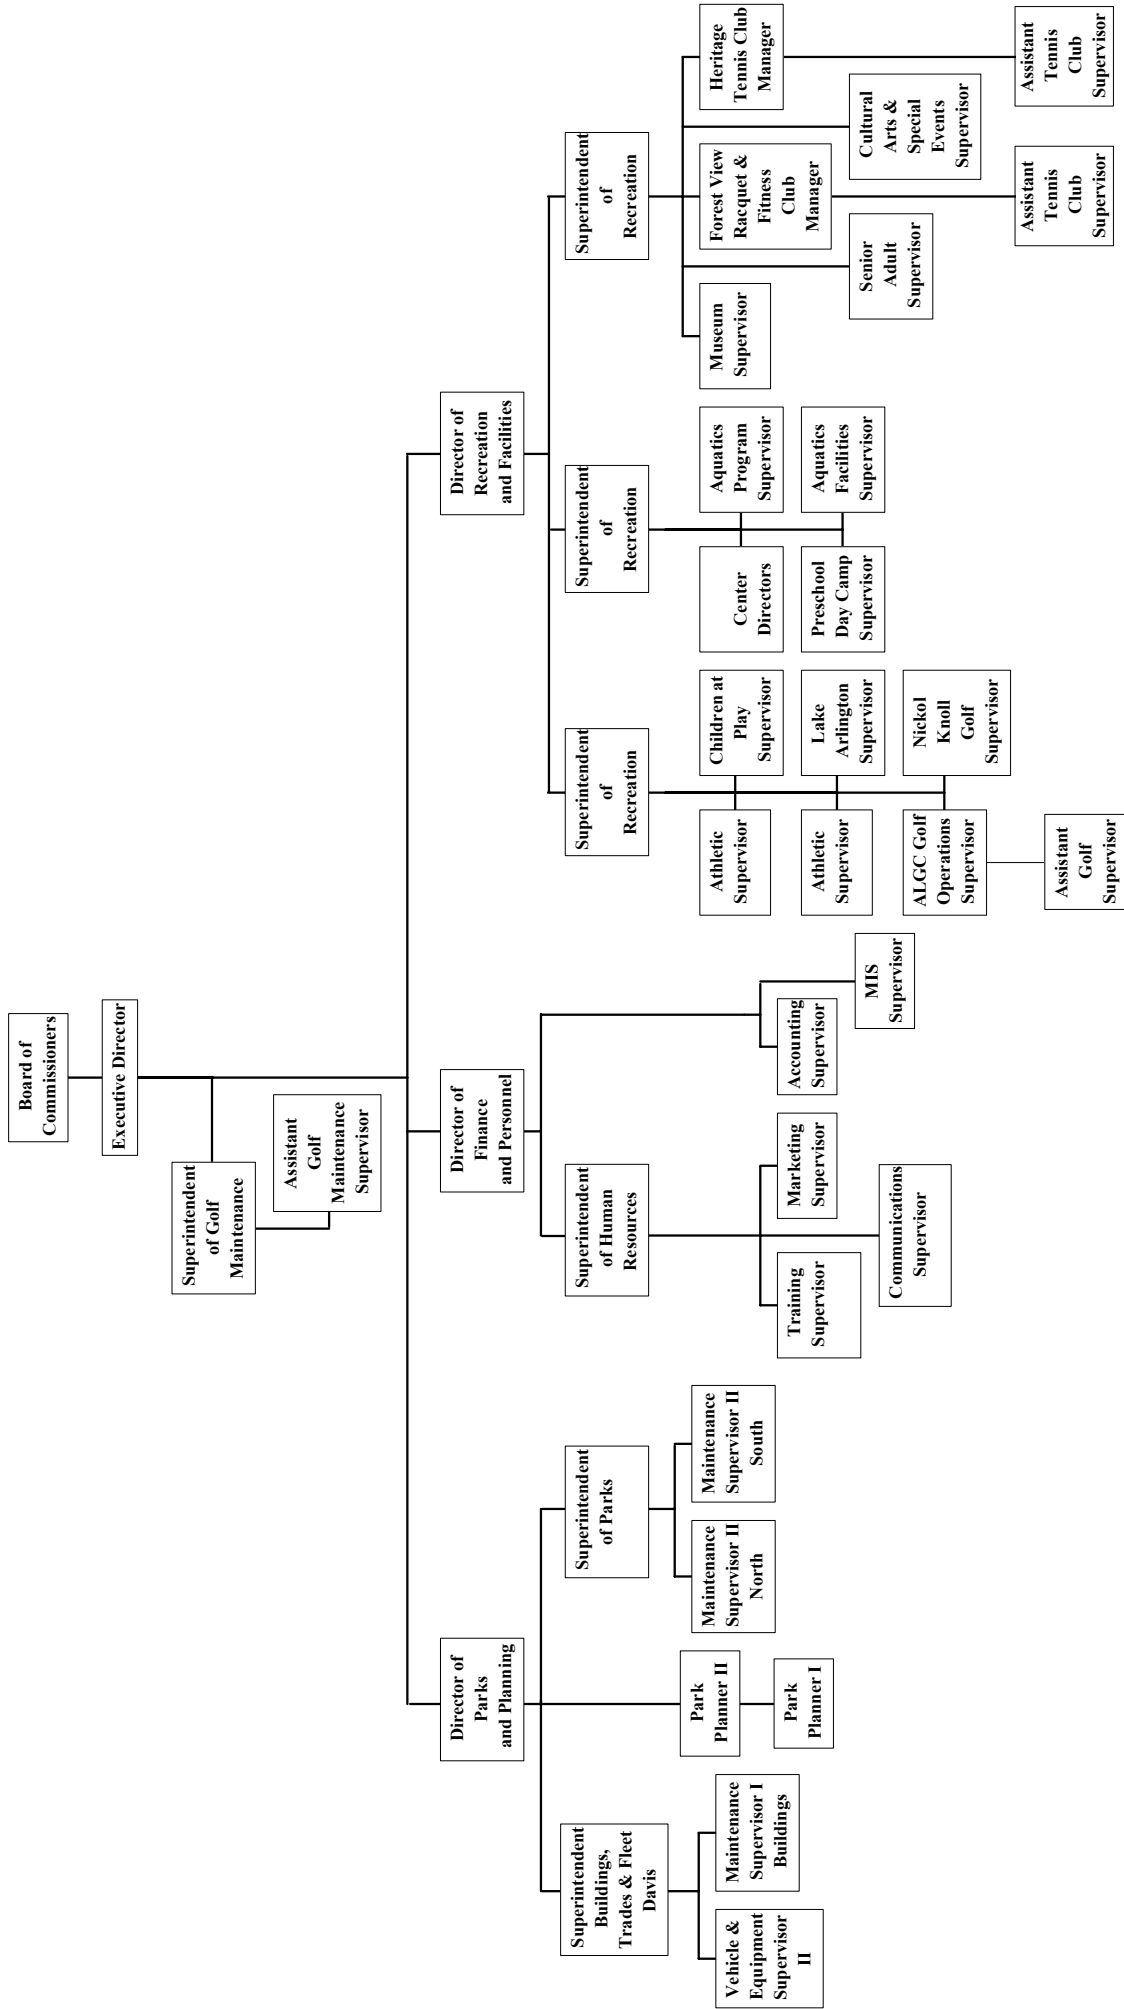 Board of
Commissioners
Executive Director
Superintendent
of Golf
Maintenance
Assistant
Golf
Maintenance
Supervisor
Director of
Parks
and Planning
Director of
Finance
and Personnel
Director of
Recreation
and Facilities
Superintendent
Buildings,
Trades & Fleet
Davis
Superintendent
of Parks
Superintendent
of Human
Resources
Superintendent
of
Recreation
Superintendent
of
Recreation
Superintendent
of
Recreation
Vehicle &
Equipment
Supervisor
II
Maintenance
Supervisor I
Buildings
Park
Planner II
Park
Planner I
Maintenance
Supervisor II
North
Maintenance
Supervisor II
South
Training
Supervisor
Marketing
Supervisor
Communications
Supervisor
Accounting
Supervisor
MIS
Supervisor
Athletic
Supervisor
Children at
Play
Supervisor
Athletic
Supervisor
Lake
Arlington
Supervisor
ALGC Golf
Operations
Supervisor
Nickol
Knoll
Golf
Supervisor
Assistant
Golf
Supervisor
Center
Directors
Aquatics
Program
Supervisor
Preschool
Day Camp
Supervisor
Aquatics
Facilities
Supervisor
Museum
Supervisor
Senior
Adult
Supervisor
Forest View
Racquet &
Fitness
Club
Manager
Cultural
Arts &
Special
Events
Supervisor
Heritage
Tennis Club
Manager
Assistant
Tennis
Club
Supervisor
Assistant
Tennis
Club
Supervisor